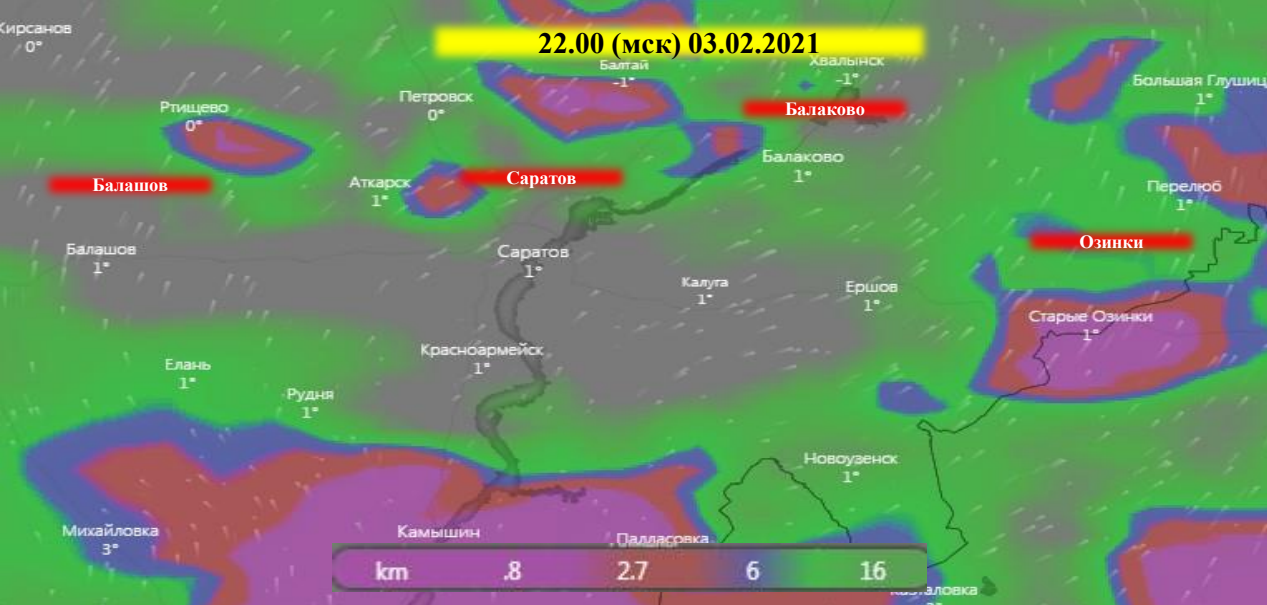 Кирсанов
0°
22.00 (мск) 03.02.2021
Балтай
-1°
Хвалынск
-1°
Большая Глушиц
1°
Петровск
0°
Ртищево
0°
Балаково
Балаково
1°
Балашов
Аткарск
1°
Саратов
Перелюб
1°
Озинки
Балашов
1°
Саратов
1°
Калуга
1°
Ершов
1°
Старые Озинки
1°
Красноармейск
1°
Елань
1°
Рудня
1°
Новоузенск
1°
Михайловка
3°
Камышин
Палласовка
km .8 2.7 6 16